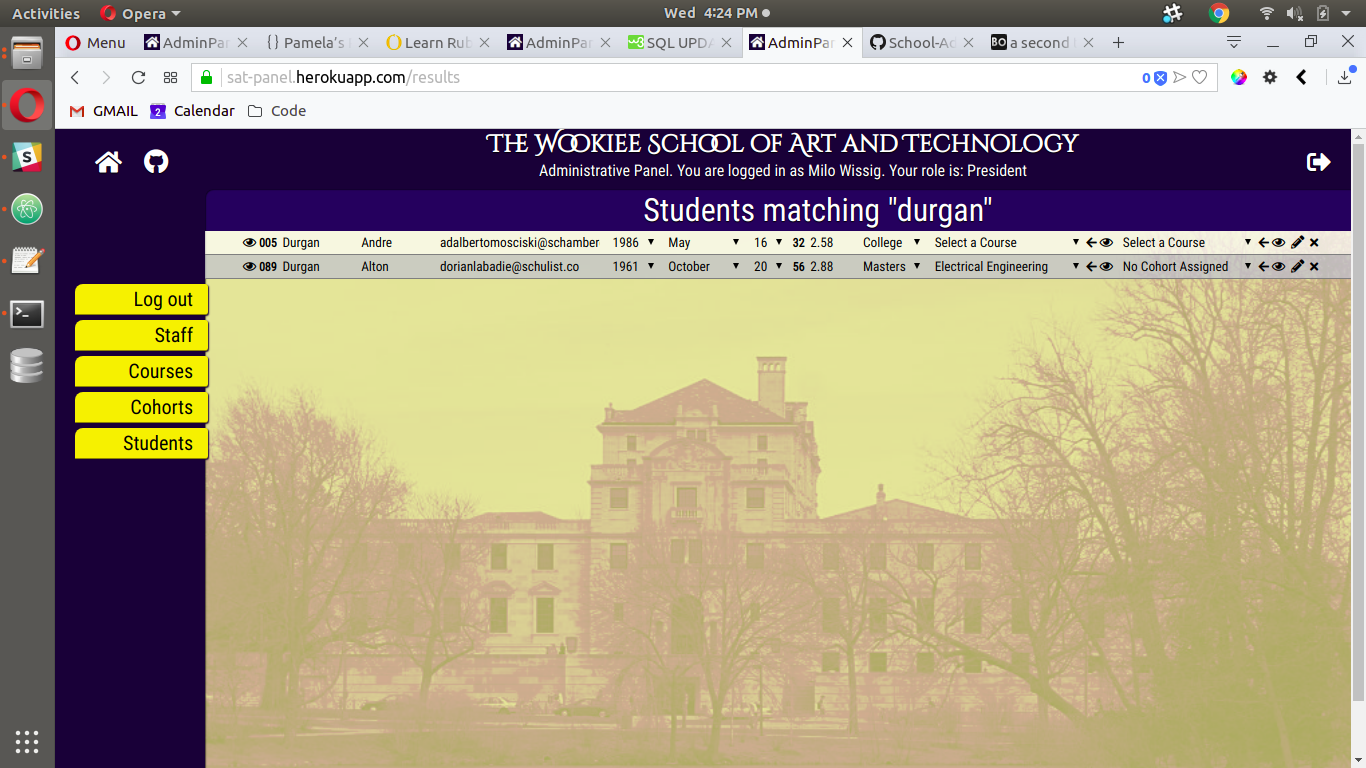 Activities Opera Wed 4:24 PM
Menu AdminPar Pamela's Learn Rub AdminPar SQL UPDA AdminPar School-Ad BO a second
sat-panel.herokuapp.com/results 0
GMAIL 2 Calendar Code
The Wookiee School of Art and Technology
Administrative Panel. You are logged in as Milo Wissig. Your role is: President
Students matching "durgan"
005 Durgan Andre adalbertomosciski@schamber 1986 May 16 32 2.58 College Select a Course Select a Course
089 Durgan Alton dorianlabadie@schulist.co 1961 October 20 56 2.88 Masters Electrical Engineering No Cohort Assigned
Log out
Staff
Courses
Cohorts
Students